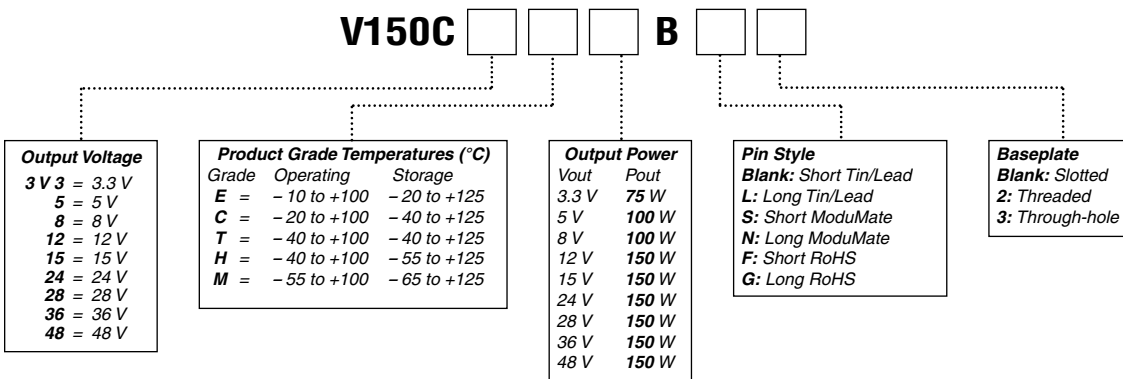 V150C B
Output Voltage
3 V 3 = 3.3 V
5 = 5 V
8 = 8 V
12 = 12 V
15 = 15 V
24 = 24 V
28 = 28 V
36 = 36 V
48 = 48 V
Product Grade Temperatures (°C)
Grade Operating Storage
E = – 10 to +100 – 20 to +125
C = – 20 to +100 – 40 to +125
T = – 40 to +100 – 40 to +125
H = – 40 to +100 – 55 to +125
M = – 55 to +100 – 65 to +125
Output Power
Vout Pout
3.3 V 75 W
5 V 100 W
8 V 100 W
12 V 150 W
15 V 150 W
24 V 150 W
28 V 150 W
36 V 150 W
48 V 150 W
Pin Style
Blank: Short Tin/Lead
L: Long Tin/Lead
S: Short ModuMate
N: Long ModuMate
F: Short RoHS
G: Long RoHS
Baseplate
Blank: Slotted
2: Threaded
3: Through-hole